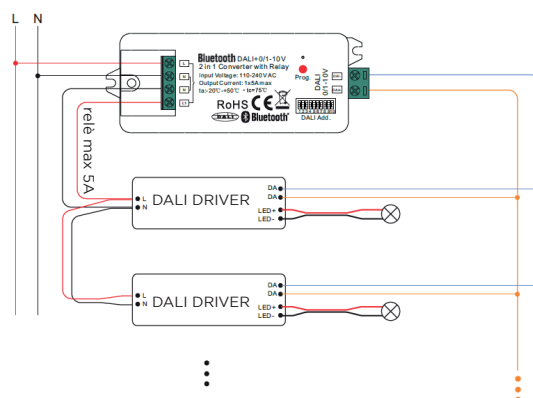 L N
Bluetooth DALI+0/1-10V
2 in 1 Converter with Relay
Input Voltage: 110-240VAC
Output Current: 1x5Amax
ta:-20℃-+50℃ • tc=75℃
RoHS CE
DALI Bluetooth®
Prog.
DALI
0/1-10V
DALI Add.
L
N
relè max 5A
L
N
DALI DRIVER
DA
DA
LED+
LED-
L
N
DALI DRIVER
DA
DA
LED+
LED-